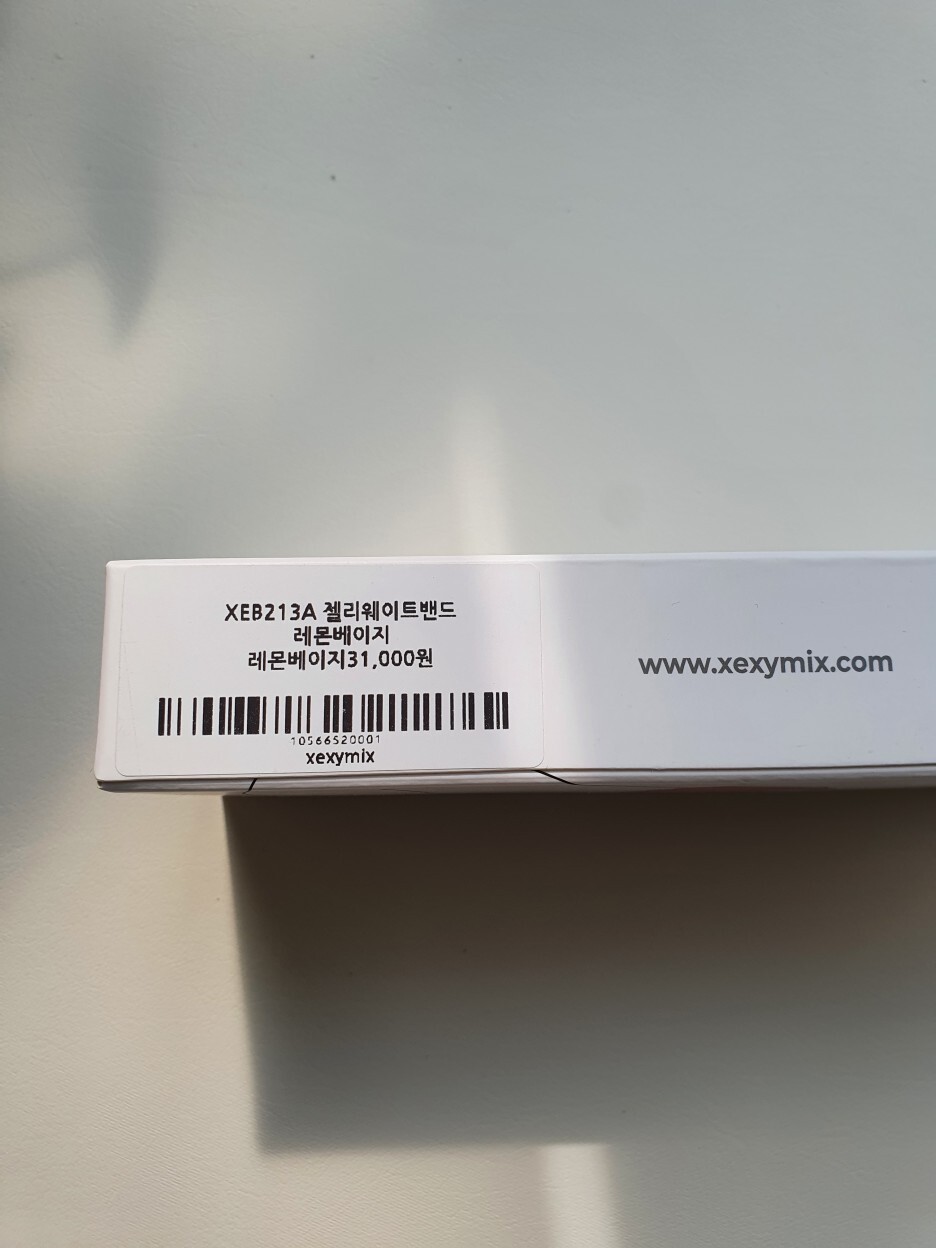 XEB213A 젤리웨이트밴드
레몬베이지
레몬베이지31,000원
10566520001
xexymix
www.xexymix.com